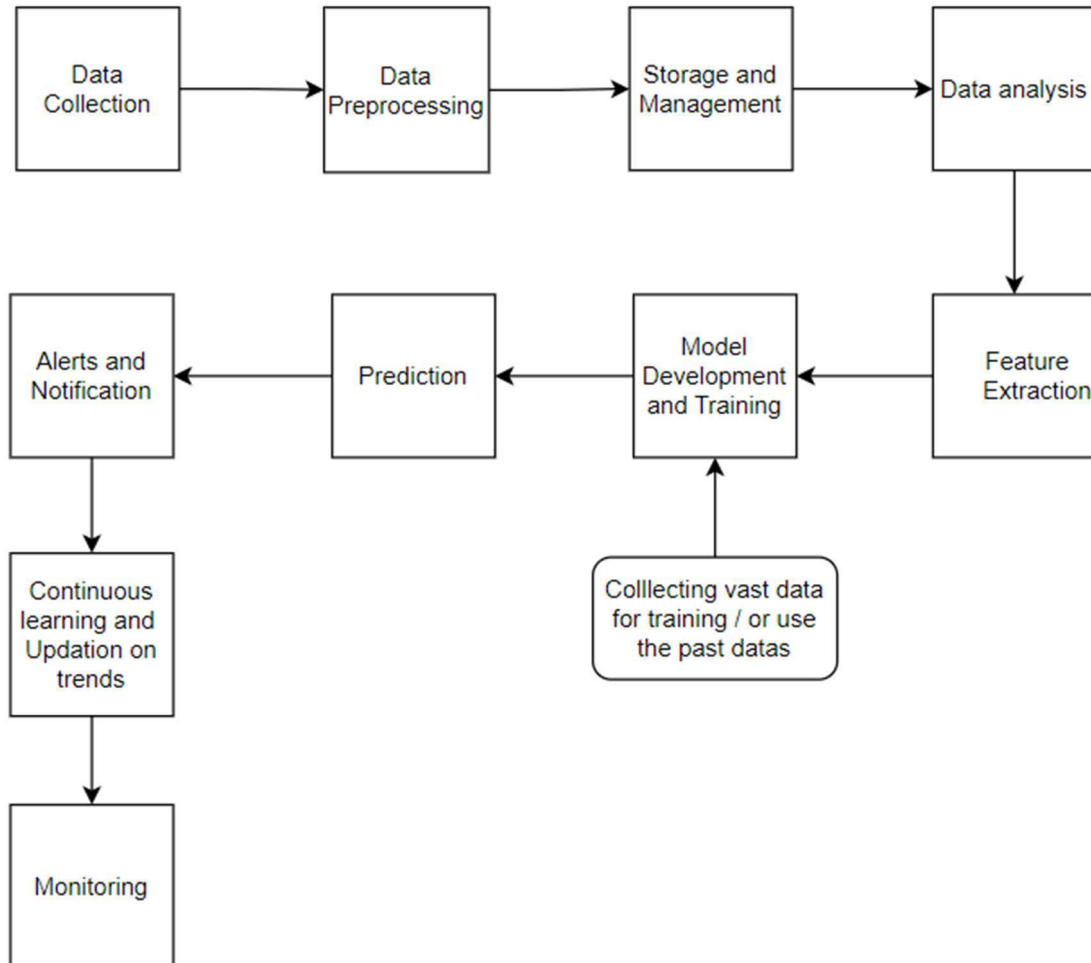 Data
Collection
Data
Preprocessing
Storage and
Management
Data analysis
Feature
Extraction
Model
Development
and Training
Prediction
Alerts and
Notification
Colllecting vast data
for training / or use
the past datas
Continuous
learning and
Updation on
trends
Monitoring